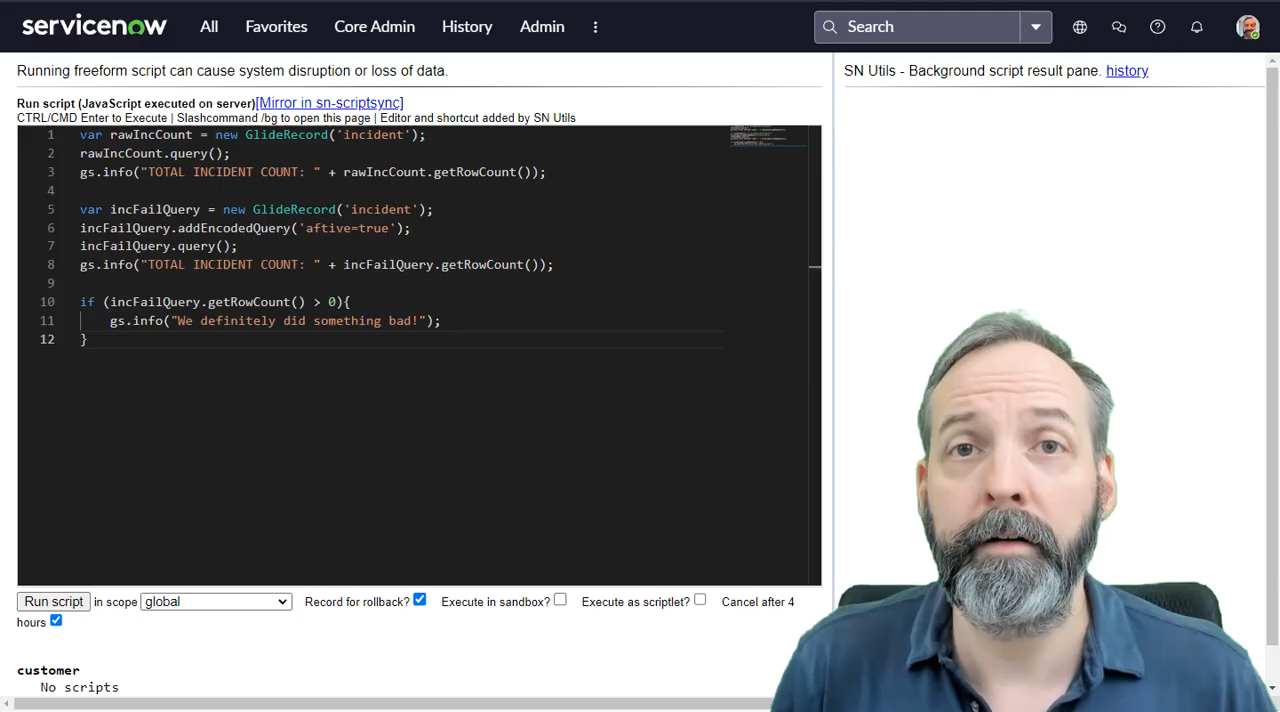 servicenow All Favorites Core Admin History Admin Search
Running freeform script can cause system disruption or loss of data.
Run script (JavaScript executed on server)[Mirror in sn-scriptsync]
CTRL/CMD Enter to Execute | Slashcommand /bg to open this page | Editor and shortcut added by SN Utils
1 var rawIncCount = new GlideRecord('incident');
2 rawIncCount.query();
3 gs.info("TOTAL INCIDENT COUNT: " + rawIncCount.getRowCount());
4
5 var incFailQuery = new GlideRecord('incident');
6 incFailQuery.addEncodedQuery('aftive=true');
7 incFailQuery.query();
8 gs.info("TOTAL INCIDENT COUNT: " + incFailQuery.getRowCount());
9
10 if (incFailQuery.getRowCount() > 0){
11 gs.info("We definitely did something bad!");
12 }
Run script in scope global Record for rollback? Execute in sandbox? Execute as scriptlet? Cancel after 4
hours
customer
No scripts
SN Utils - Background script result pane. history